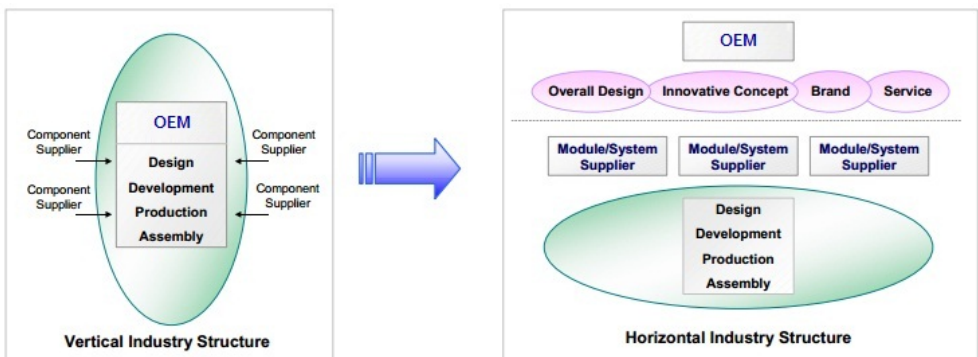 OEM
Design
Development
Production
Assembly
Component
Supplier
Component
Supplier
Component
Supplier
Component
Supplier
Vertical Industry Structure
OEM
Overall Design
Innovative Concept
Brand
Service
Module/System
Supplier
Module/System
Supplier
Module/System
Supplier
Design
Development
Production
Assembly
Horizontal Industry Structure